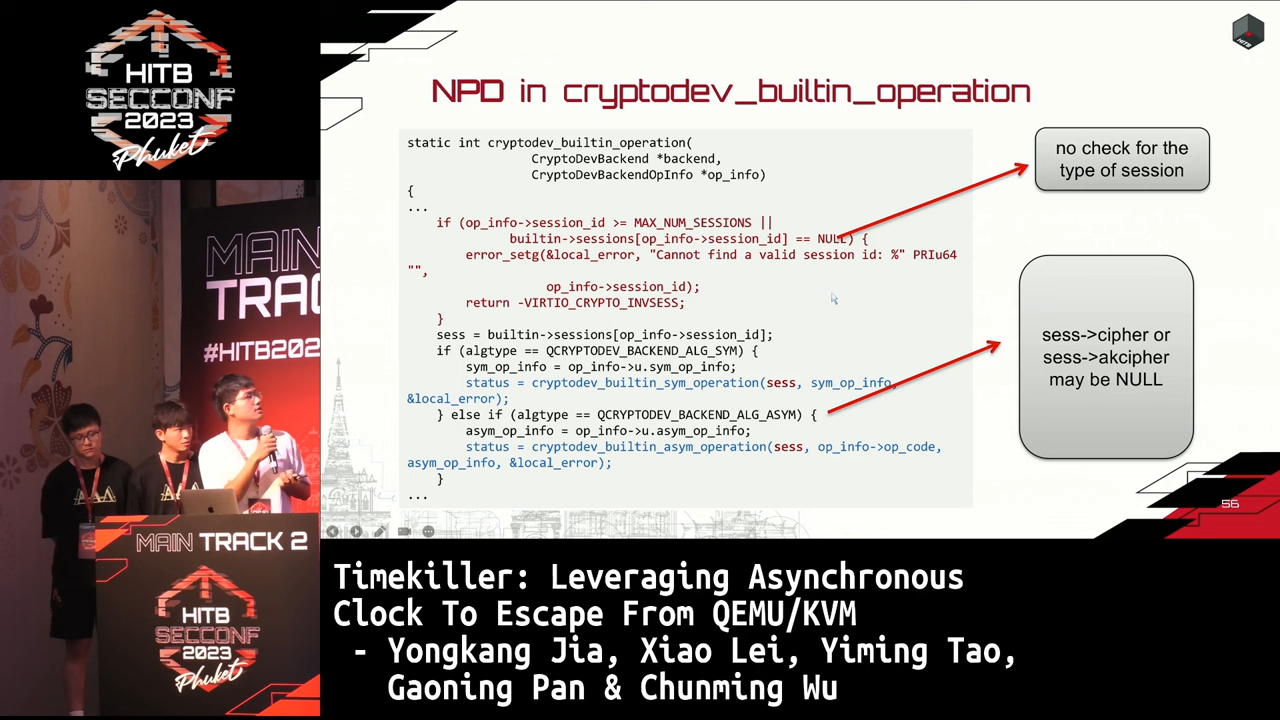 HITB
SECCONF
2023
Phuket
HITB
NPD in cryptodev_builtin_operation
static int cryptodev_builtin_operation(
CryptoDevBackend *backend,
CryptoDevBackendOpInfo *op_info)
{
...
if (op_info->session_id >= MAX_NUM_SESSIONS ||
builtin->sessions[op_info->session_id] == NULL) {
error_setg(&local_error, "Cannot find a valid session id: %" PRIu64
"",
op_info->session_id);
return -VIRTIO_CRYPTO_INVSESS;
}
sess = builtin->sessions[op_info->session_id];
if (algtype == QCRYPTODEV_BACKEND_ALG_SYM) {
sym_op_info = op_info->u.sym_op_info;
status = cryptodev_builtin_sym_operation(sess, sym_op_info,
&local_error);
} else if (algtype == QCRYPTODEV_BACKEND_ALG_ASYM) {
asym_op_info = op_info->u.asym_op_info;
status = cryptodev_builtin_asym_operation(sess, op_info->op_code,
asym_op_info, &local_error);
}
...
no check for the
type of session
sess->cipher or
sess->akcipher
may be NULL
56
MAIN
TRAC
#HITB202
MAIN TRACK 2
HITB
SECCONF
2023
Phuket
Timekiller: Leveraging Asynchronous
Clock To Escape From QEMU/KVM
- Yongkang Jia, Xiao Lei, Yiming Tao,
Gaoning Pan & Chunming Wu